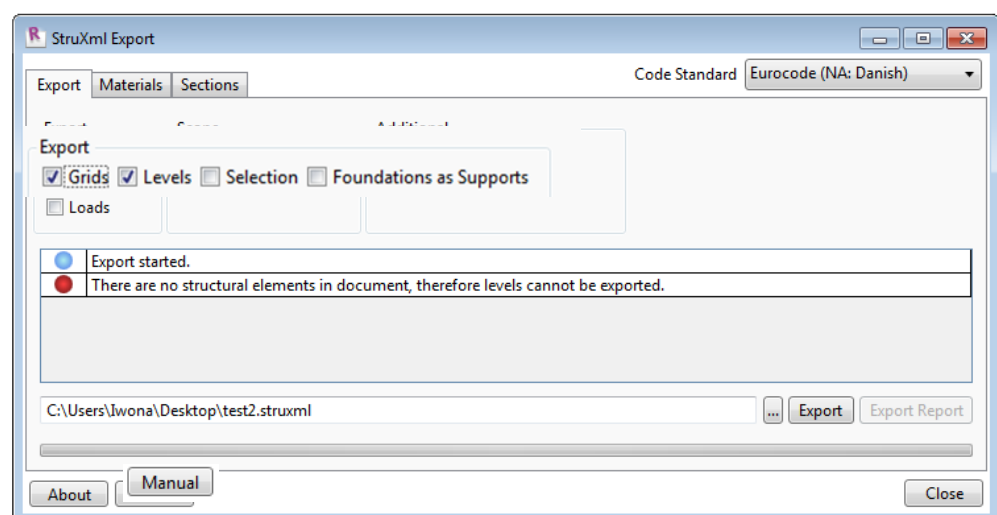 StruXml Export
Export Materials Sections Code Standard Eurocode (NA: Danish)
Export
Grids Levels Selection Foundations as Supports
Loads
Export started.
There are no structural elements in document, therefore levels cannot be exported.
C:\Users\Iwona\Desktop\test2.struxml ... Export Export Report
About Manual Close